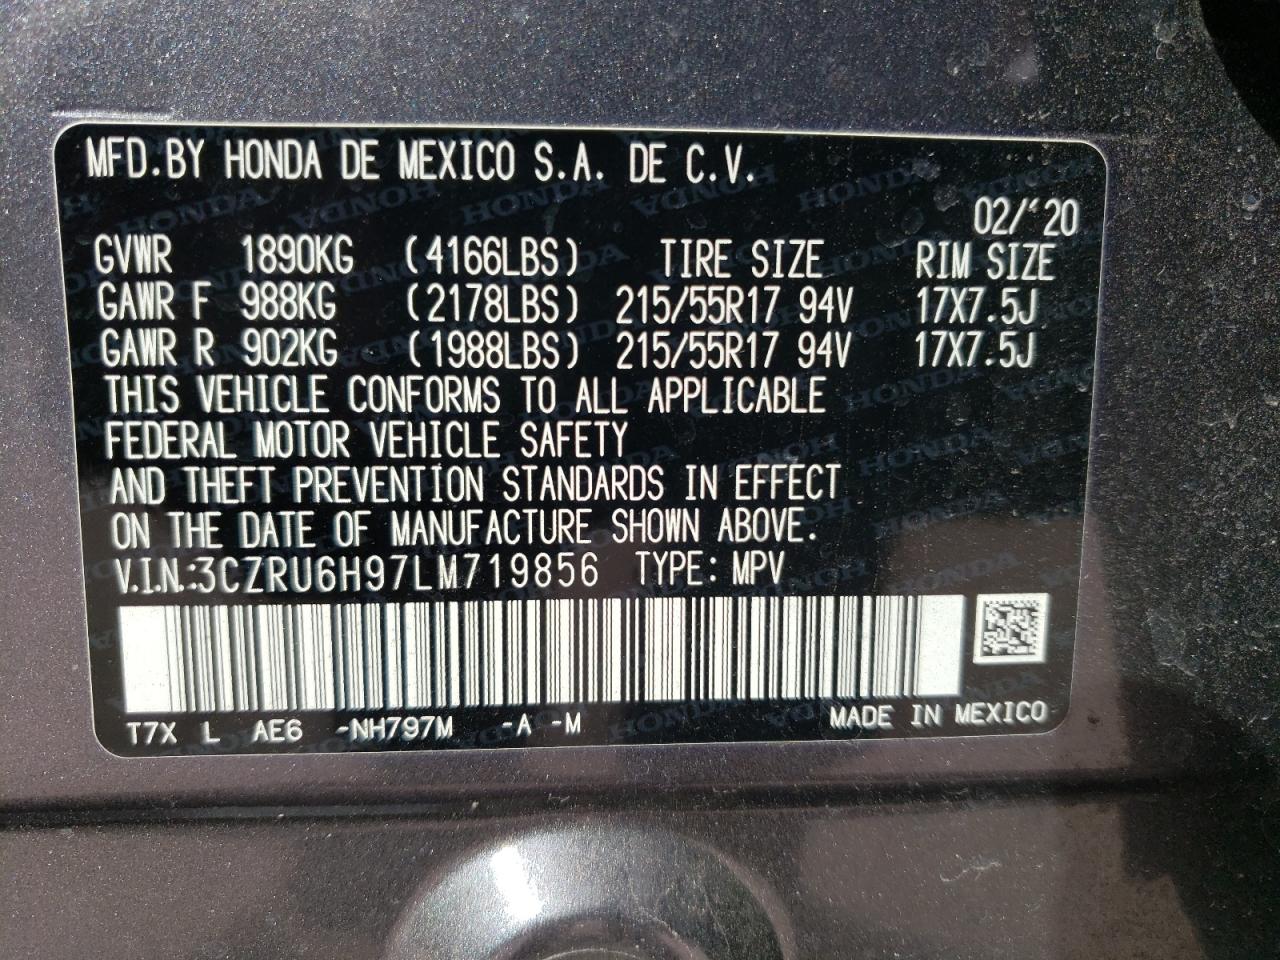 MFD.BY HONDA DE MEXICO S.A. DE C.V.
02/'20
GVWR 1890KG (4166LBS) TIRE SIZE RIM SIZE
GAWR F 988KG (2178LBS) 215/55R17 94V 17X7.5J
GAWR R 902KG (1988LBS) 215/55R17 94V 17X7.5J
THIS VEHICLE CONFORMS TO ALL APPLICABLE
FEDERAL MOTOR VEHICLE SAFETY
AND THEFT PREVENTION STANDARDS IN EFFECT
ON THE DATE OF MANUFACTURE SHOWN ABOVE.
V.I.N.:3CZRU6H97LM719856 TYPE: MPV
T7X L AE6 -NH797M -A -M MADE IN MEXICO